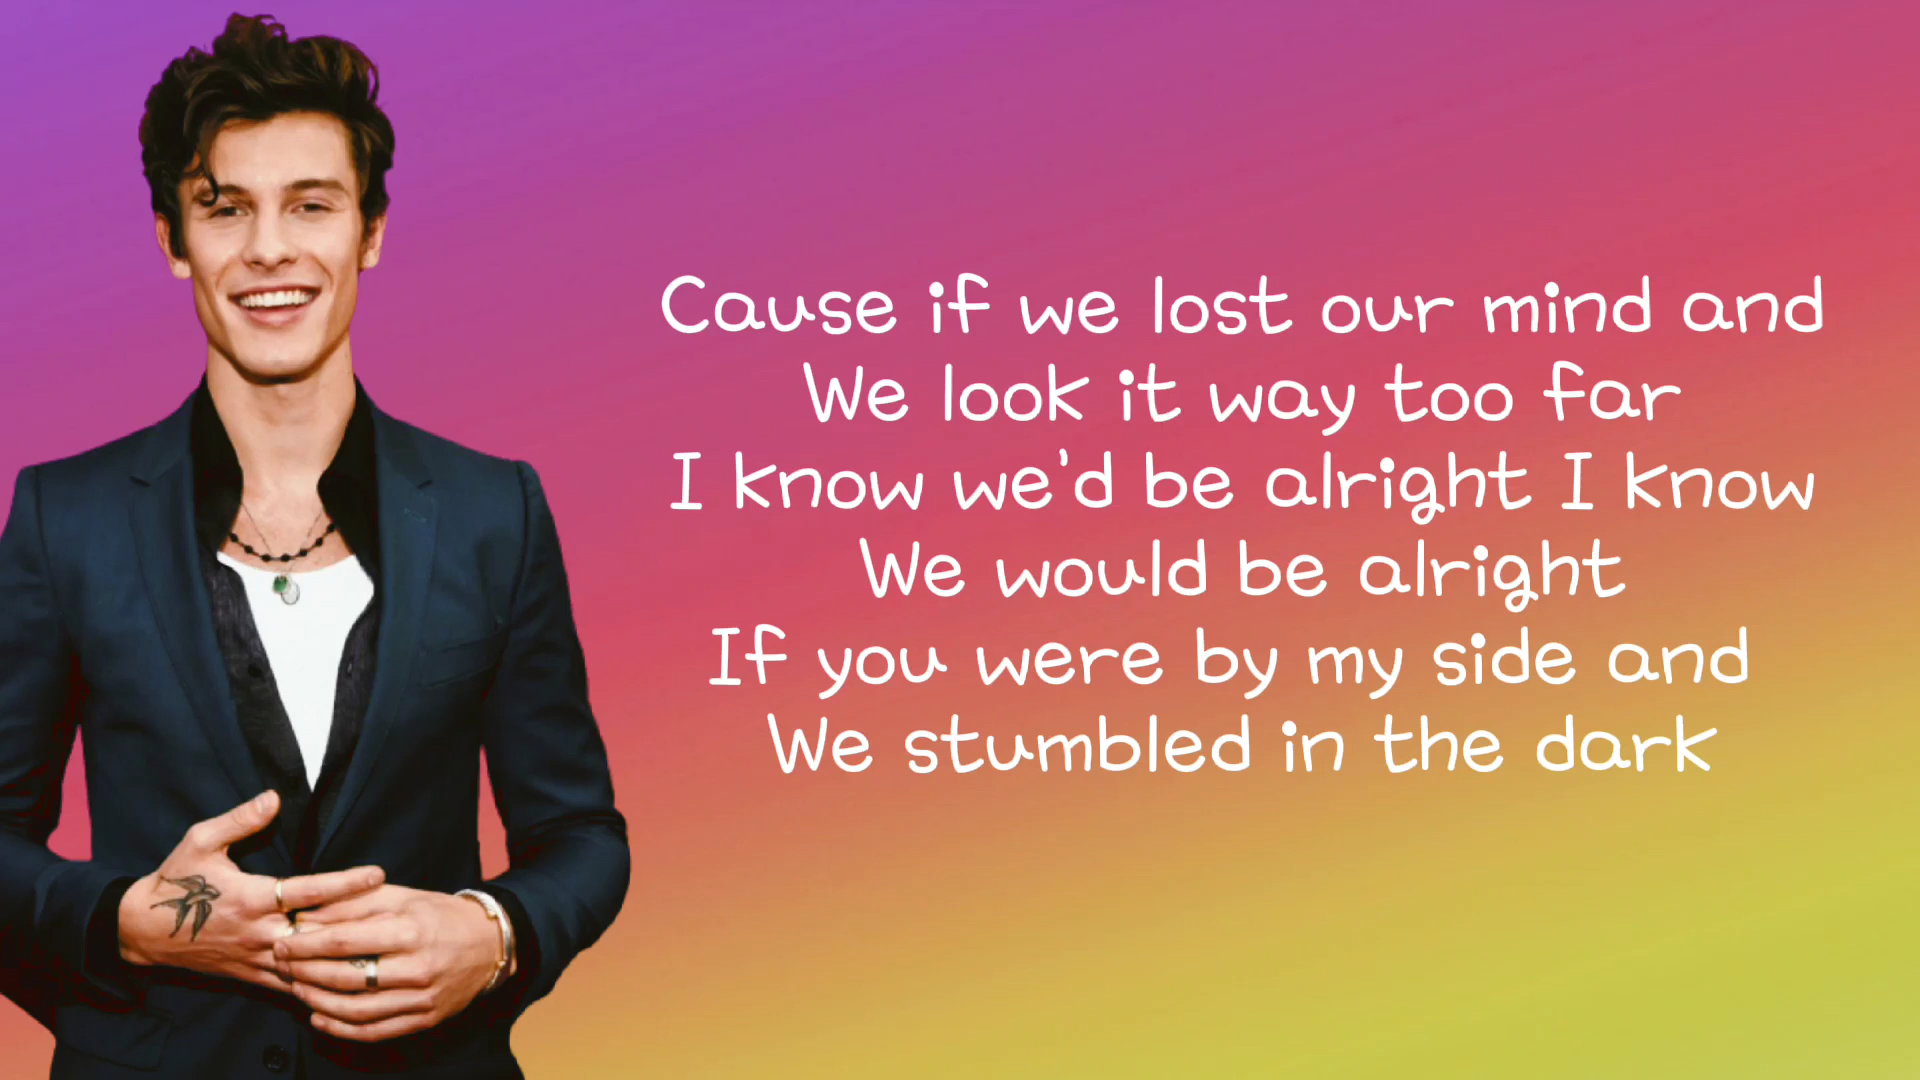 Cause if we lost our mind and
We look it way too far
I know we'd be alright I know
We would be alright
If you were by my side and
We stumbled in the dark